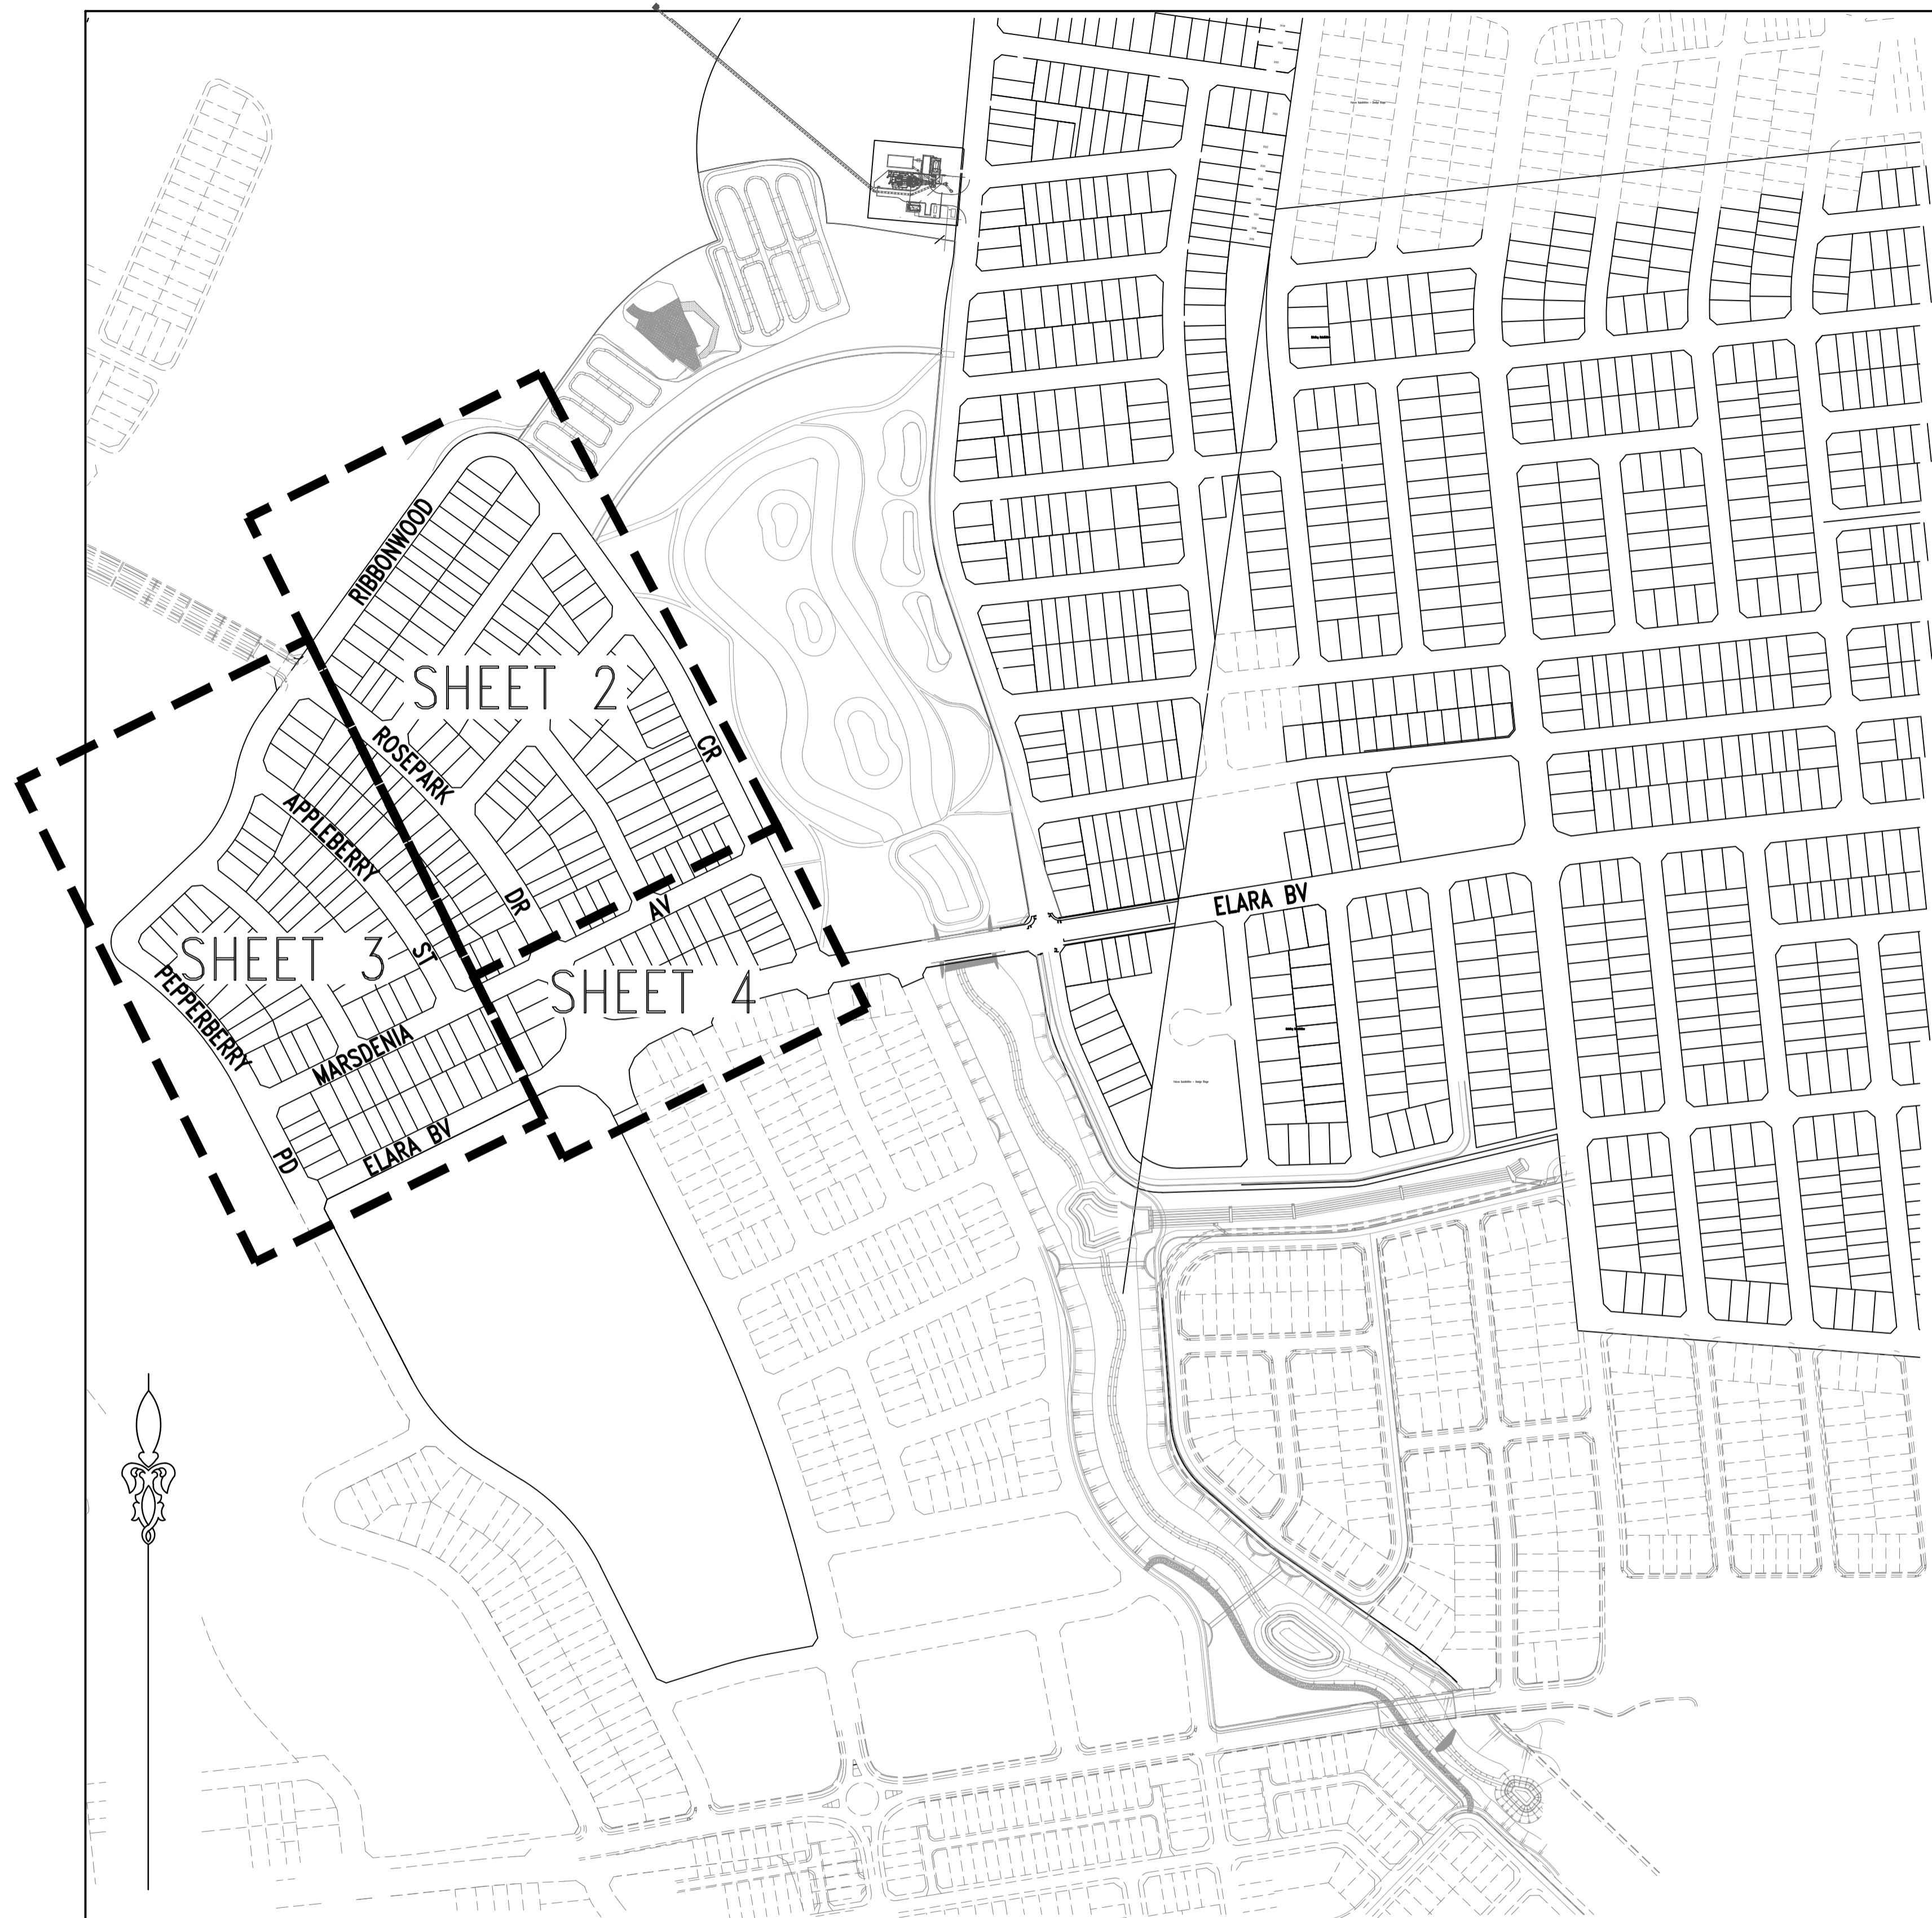 RIBBONWOOD
SHEET 2
CR
ROSEPARK
APPLEBERRY
DR
AV
ELARA BV
ST
SHEET 3
SHEET 4
PEPPERBERRY
MARSDENIA
ELARA BV
PD